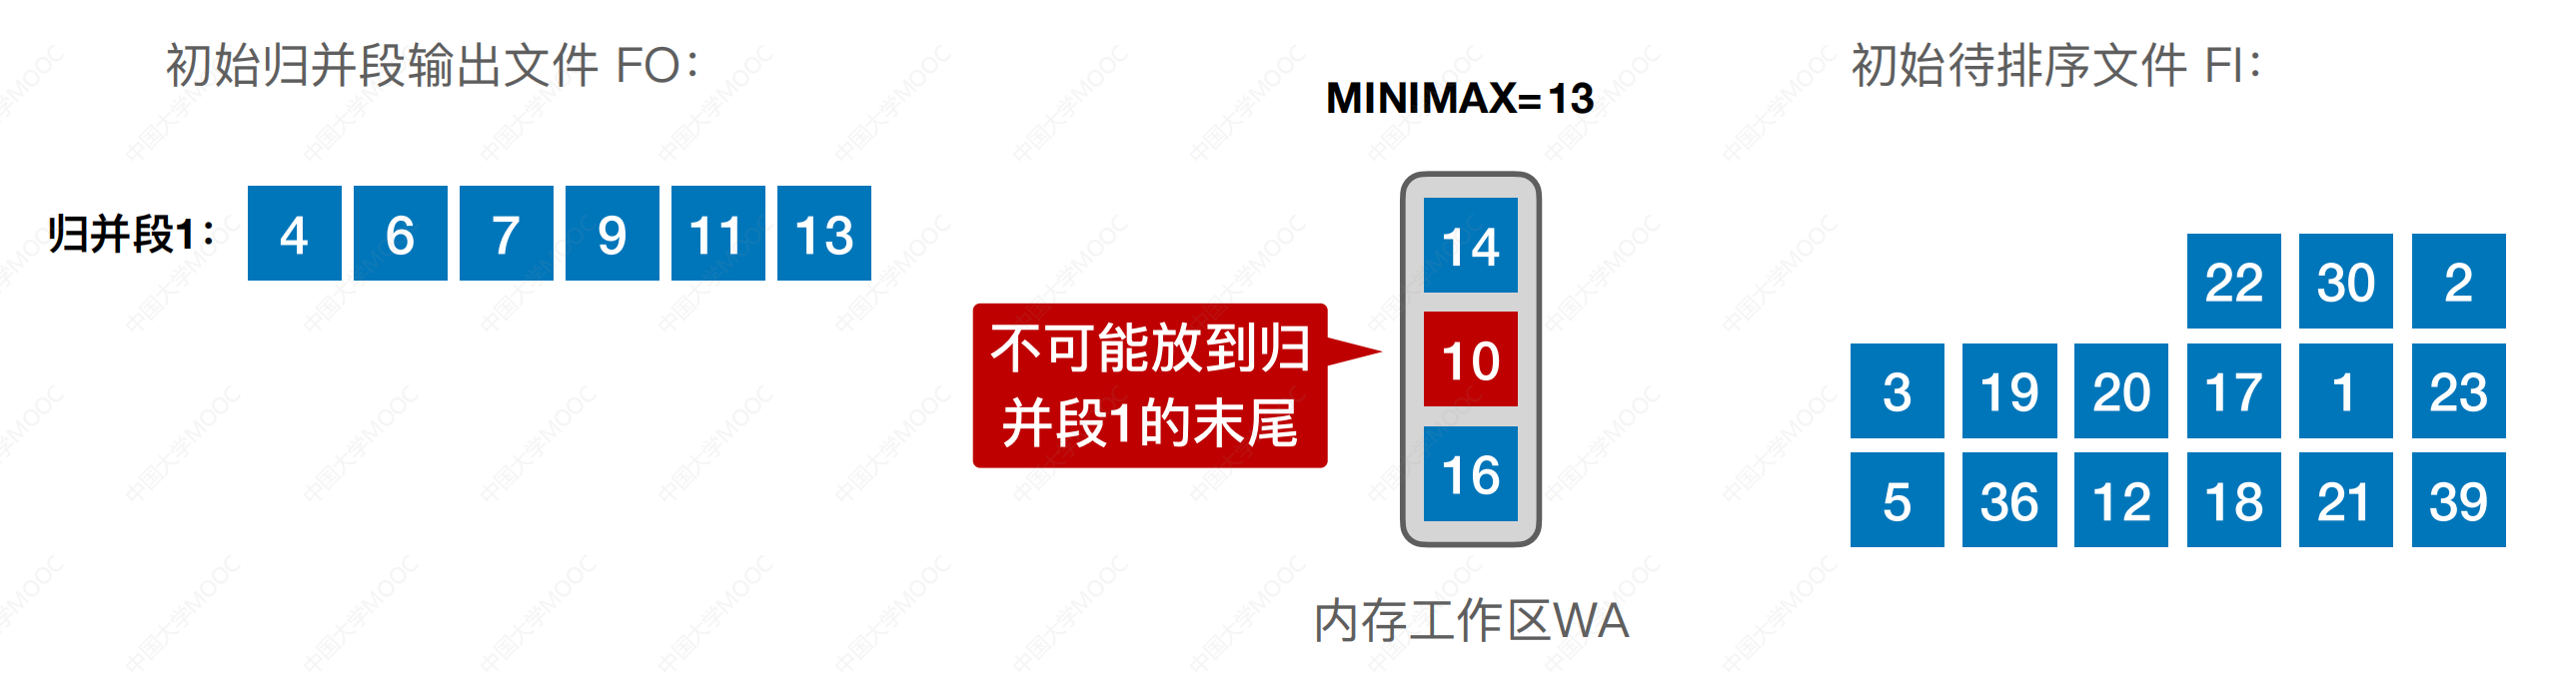 初始归并段输出文件 FO：
MINIMAX=13
初始待排序文件 FI：
归并段1：
4 6 7 9 11 13
不可能放到归
并段1的末尾
14
10
16
22 30 2
3 19 20 17 1 23
5 36 12 18 21 39
内存工作区WA
中国大学MOOC